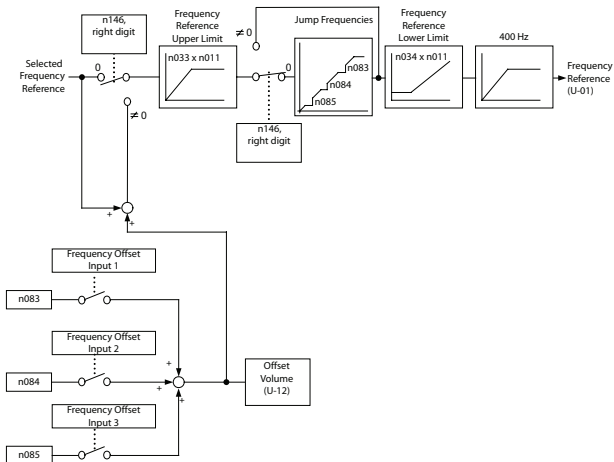 n146,
right digit
Frequency
Reference
Upper Limit
≠ 0
Jump Frequencies
Frequency
Reference
Lower Limit
400 Hz
Selected
Frequency
Reference
0
n033 x n011
0
n083
n084
n085
n034 x n011
Frequency
Reference
(U-01)
≠ 0
n146,
right digit
+
+
Frequency Offset
Input 1
n083
Frequency Offset
Input 2
n084
+
+
+
Offset
Volume
(U-12)
Frequency Offset
Input 3
n085